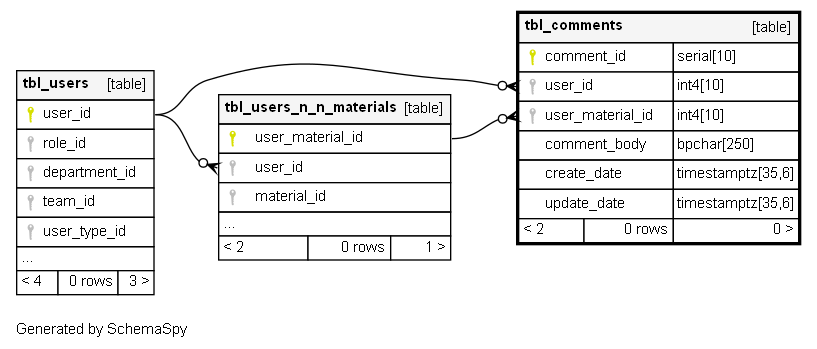 tbl_users [table]
user_id
role_id
department_id
team_id
user_type_id
...
< 4 0 rows 3 >
tbl_users_n_n_materials [table]
user_material_id
user_id
material_id
...
< 2 0 rows 1 >
tbl_comments [table]
comment_id serial[10]
user_id int4[10]
user_material_id int4[10]
comment_body bpchar[250]
create_date timestamptz[35,6]
update_date timestamptz[35,6]
< 2 0 rows 0 >
Generated by SchemaSpy